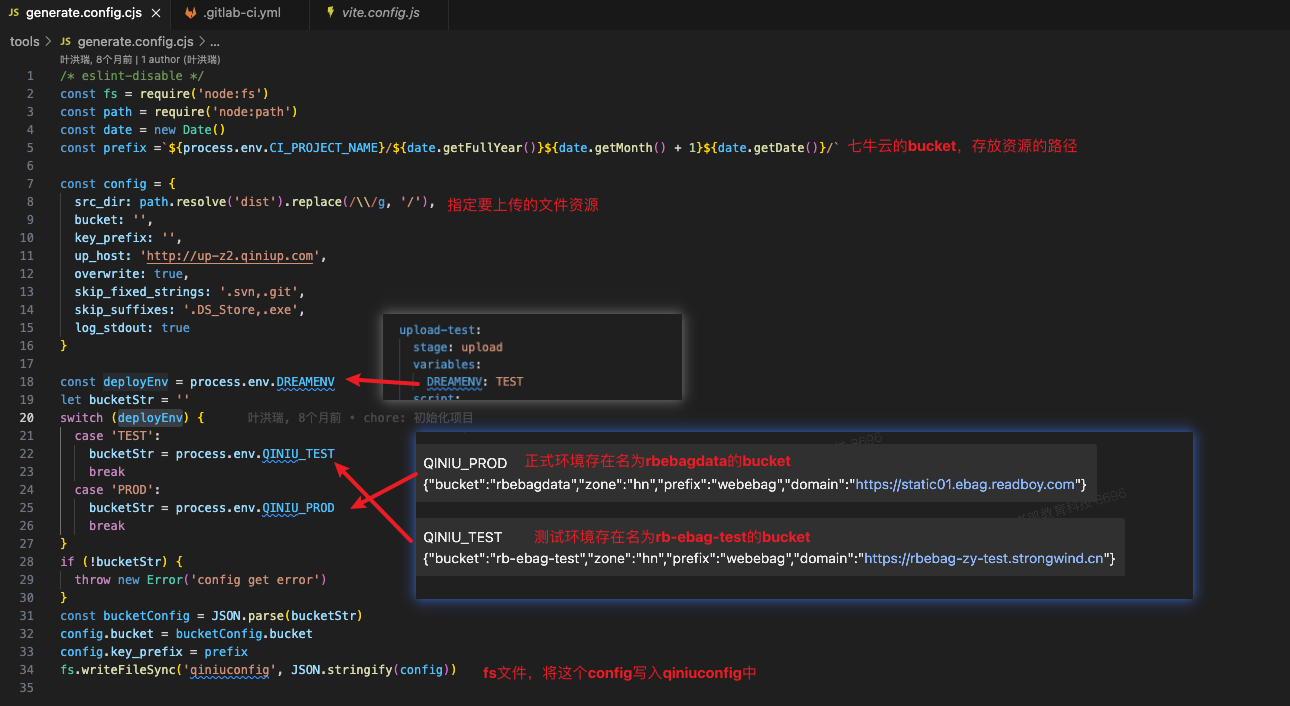 JS generate.config.cjs ×
.gitlab-ci.yml
vite.config.js
tools > JS generate.config.cjs > ...
叶洪瑞, 8个月前 | 1 author (叶洪瑞)
1 /* eslint-disable */
2 const fs = require('node:fs')
3 const path = require('node:path')
4 const date = new Date()
5 const prefix =`${process.env.CI_PROJECT_NAME}/${date.getFullYear()}${date.getMonth() + 1}${date.getDate()}/` 七牛云的bucket，存放资源的路径
6
7 const config = {
8 src_dir: path.resolve('dist').replace(/\\/g, '/'), 指定要上传的文件资源
9 bucket: '',
10 key_prefix: '',
11 up_host: 'http://up-z2.qiniup.com',
12 overwrite: true,
13 skip_fixed_strings: '.svn,.git',
14 skip_suffixes: '.DS_Store,.exe',
15 log_stdout: true
16 }
17
18 const deployEnv = process.env.DREAMENV
19 let bucketStr = ''
20 switch (deployEnv) { 叶洪瑞, 8个月前 • chore: 初始化项目
21 case 'TEST':
22 bucketStr = process.env.QINIU_TEST
23 break
24 case 'PROD':
25 bucketStr = process.env.QINIU_PROD
26 break
27 }
28 if (!bucketStr) {
29 throw new Error('config get error')
30 }
31 const bucketConfig = JSON.parse(bucketStr)
32 config.bucket = bucketConfig.bucket
33 config.key_prefix = prefix
34 fs.writeFileSync('qiniuconfig', JSON.stringify(config)) fs文件，将这个config写入qiniuconfig中
35
upload-test:
stage: upload
variables:
DREAMENV: TEST
script:
QINIU_PROD 正式环境存在名为rbebagdata的bucket
{"bucket":"rbebagdata","zone":"hn","prefix":"webebag","domain":"https://static01.ebag.readboy.com"}
QINIU_TEST 测试环境存在名为rb-ebag-test的bucket
{"bucket":"rb-ebag-test","zone":"hn","prefix":"webebag","domain":"https://rbebag-zy-test.strongwind.cn"}